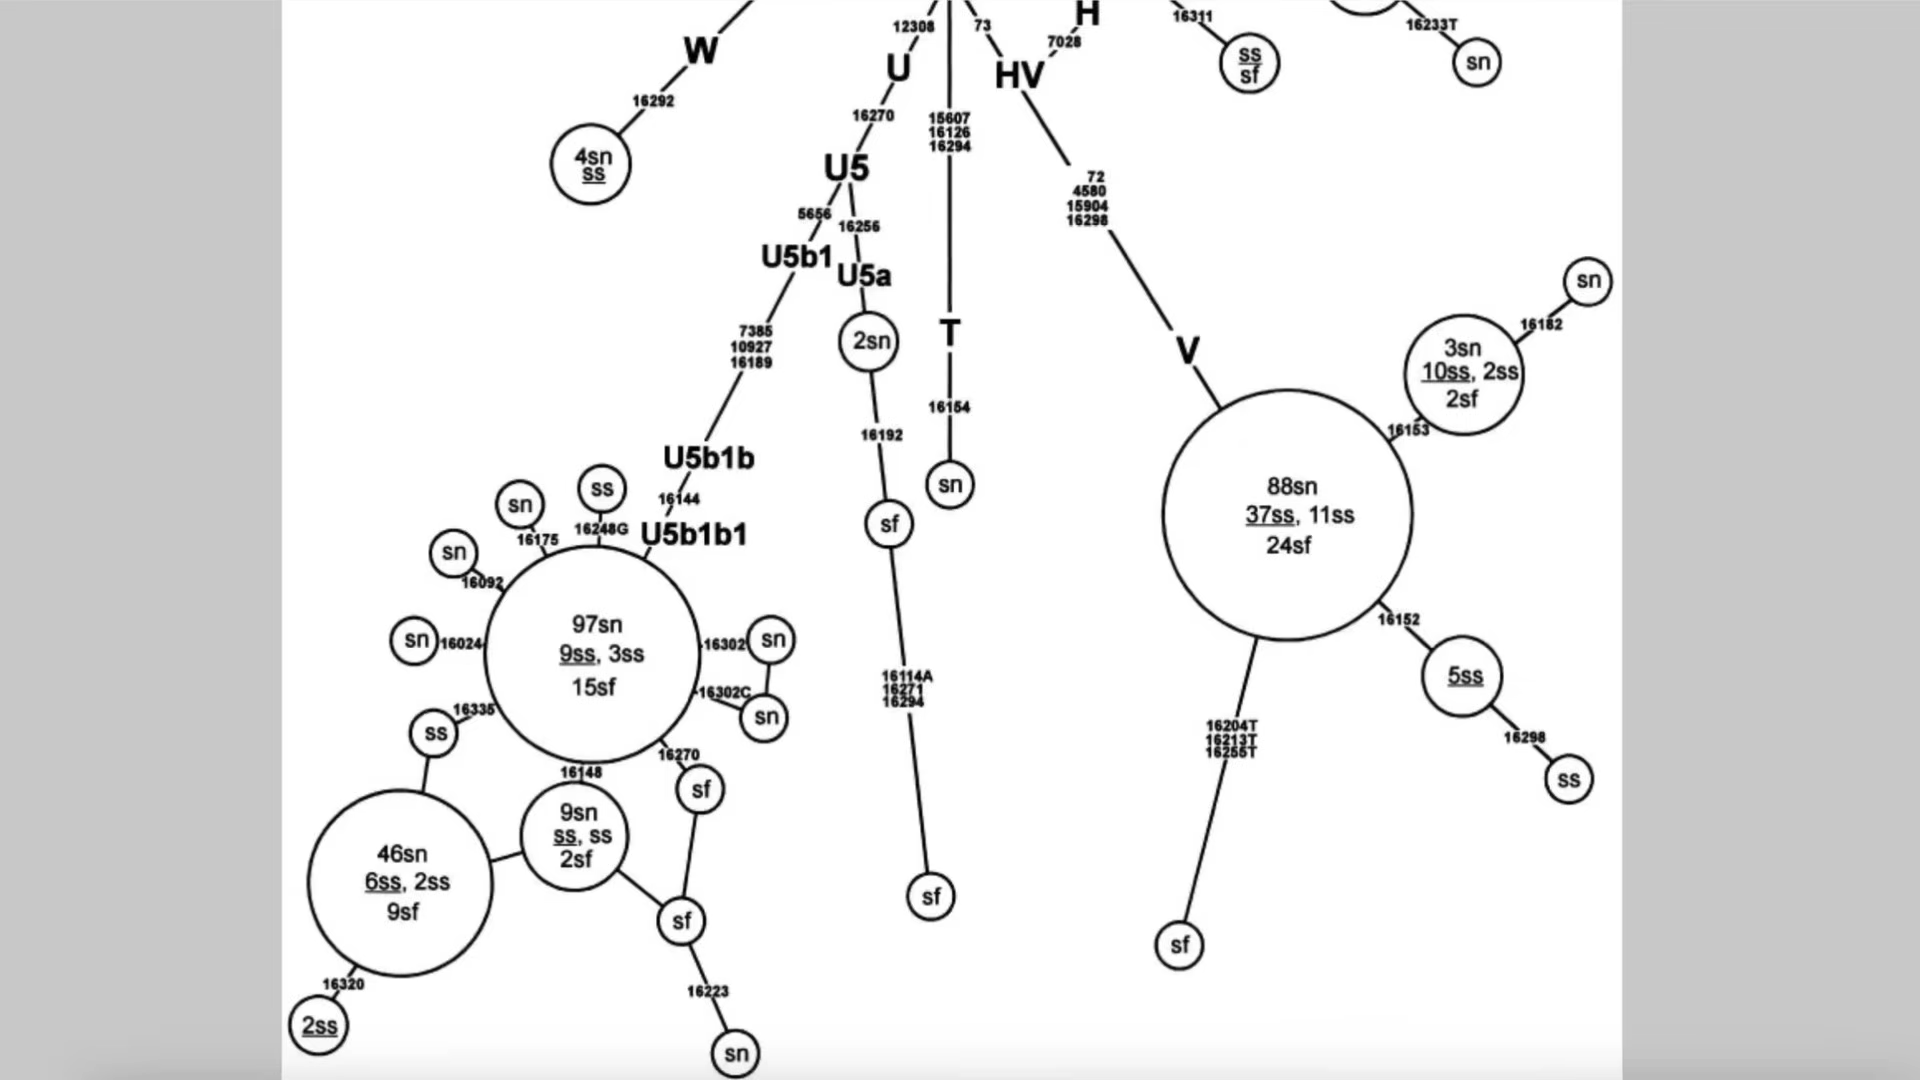 H
12308
73
16311
16233T
7028
W
U
HV
ss
sf
sn
16292
16270
15607
16126
16294
4sn
ss
U5
72
4580
15904
16298
5656
16256
U5b1
U5a
sn
7385
10927
16189
2sn
T
V
16182
3sn
10ss, 2ss
2sf
16154
16192
16153
U5b1b
ss
sn
16144
sn
88sn
37ss, 11ss
24sf
16248G
16175
U5b1b1
sf
sn
16092
97sn
9ss, 3ss
15sf
sn
16024
16302
sn
16152
16302C
sn
5ss
16114A
16271
16294
16335
ss
16204T
16213T
16255T
16298
16270
16148
sf
ss
9sn
ss, ss
2sf
46sn
6ss, 2ss
9sf
sf
sf
sf
16320
16223
2ss
sn